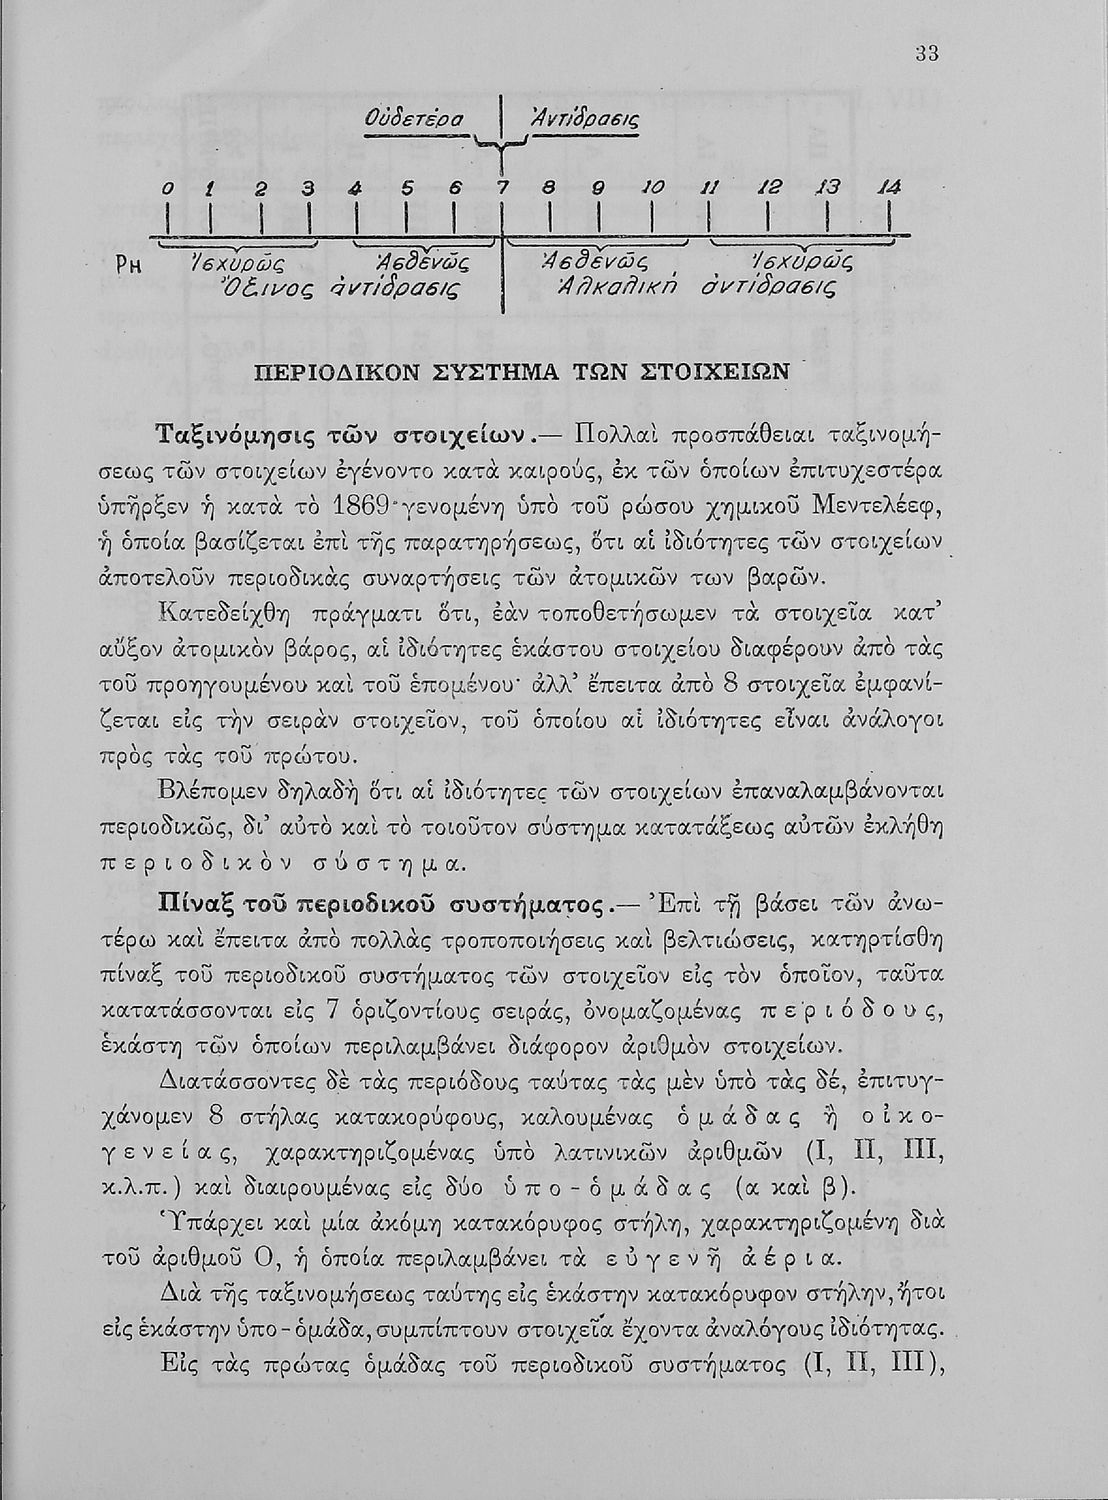 33
Οὐδετέρα Ἀντίδρασις
0 1 2 3 4 5 6 7 8 9 10 11 12 13 14
PH Ἰσχυρῶς Ἀσθενῶς Ἀσθενῶς Ἰσχυρῶς
Ὄξινος ἀντίδρασις Ἀλκαλική ἀντίδρασις
ΠΕΡΙΟΔΙΚΟΝ ΣΥΣΤΗΜΑ ΤΩΝ ΣΤΟΙΧΕΙΩΝ
Ταξινόμησις τῶν στοιχείων.— Πολλαὶ προσπάθειαι ταξινομή-
σεως τῶν στοιχείων ἐγένοντο κατὰ καιρούς, ἐκ τῶν ὁποίων ἐπιτυχεστέρα
ὑπῆρξεν ἡ κατὰ τὸ 1869 γενομένη ὑπὸ τοῦ ρώσου χημικοῦ Μεντελέεφ,
ἡ ὁποία βασίζεται ἐπὶ τῆς παρατηρήσεως, ὅτι αἱ ἰδιότητες τῶν στοιχείων
ἀποτελοῦν περιοδικὰς συναρτήσεις τῶν ἀτομικῶν των βαρῶν.
Κατεδείχθη πράγματι ὅτι, ἐὰν τοποθετήσωμεν τὰ στοιχεῖα κατ’
αὔξον ἀτομικὸν βάρος, αἱ ἰδιότητες ἑκάστου στοιχείου διαφέρουν ἀπὸ τὰς
τοῦ προηγουμένου καὶ τοῦ ἑπομένου· ἀλλ’ ἔπειτα ἀπὸ 8 στοιχεῖα ἐμφανί-
ζεται εἰς τὴν σειρὰν στοιχεῖον, τοῦ ὁποίου αἱ ἰδιότητες εἶναι ἀνάλογοι
πρὸς τὰς τοῦ πρώτου.
Βλέπομεν δηλαδὴ ὅτι αἱ ἰδιότητες τῶν στοιχείων ἐπαναλαμβάνονται
περιοδικῶς, δι’ αὐτὸ καὶ τὸ τοιοῦτον σύστημα κατατάξεως αὐτῶν ἐκλήθη
π ε ρ ι ο δ ι κ ὸ ν σ ύ σ τ η μ α.
Πίναξ τοῦ περιοδικοῦ συστήματος.— Ἐπὶ τῇ βάσει τῶν ἀνω-
τέρω καὶ ἔπειτα ἀπὸ πολλὰς τροποποιήσεις καὶ βελτιώσεις, κατηρτίσθη
πίναξ τοῦ περιοδικοῦ συστήματος τῶν στοιχεῖον εἰς τὸν ὁποῖον, ταῦτα
κατατάσσονται εἰς 7 ὁριζοντίους σειράς, ὀνομαζομένας π ε ρ ι ό δ ο υ ς,
ἑκάστη τῶν ὁποίων περιλαμβάνει διάφορον ἀριθμὸν στοιχείων.
Διατάσσοντες δὲ τὰς περιόδους ταύτας τὰς μὲν ὑπὸ τὰς δέ, ἐπιτυγ-
χάνομεν 8 στήλας κατακορύφους, καλουμένας ὁ μ ά δ α ς ἢ ο ἰ κ ο-
γ ε ν ε ί α ς, χαρακτηριζομένας ὑπὸ λατινικῶν ἀριθμῶν (I, II, III,
κ.λ.π.) καὶ διαιρουμένας εἰς δύο ὑ π ο - ὁ μ ά δ α ς (α καὶ β).
Ὑπάρχει καὶ μία ἀκόμη κατακόρυφος στήλη, χαρακτηριζομένη διὰ
τοῦ ἀριθμοῦ Ο, ἡ ὁποία περιλαμβάνει τὰ ε ὐ γ ε ν ῆ ἀ έ ρ ι α.
Διὰ τῆς ταξινομήσεως ταύτης εἰς ἑκάστην κατακόρυφον στήλην, ἤτοι
εἰς ἑκάστην ὑπο-ὁμάδα, συμπίπτουν στοιχεῖα ἔχοντα ἀναλόγους ἰδιότητας.
Εἰς τὰς πρώτας ὁμάδας τοῦ περιοδικοῦ συστήματος (I, II, III),